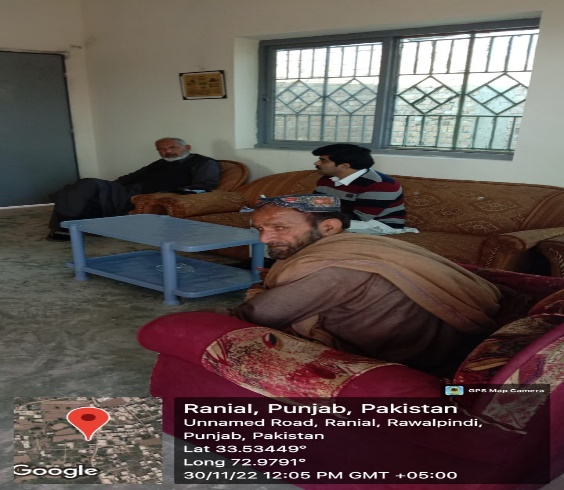 GPS Map Camera
Ranial, Punjab, Pakistan
Unnamed Road, Ranial, Rawalpindi,
Punjab, Pakistan
Lat 33.53449°
Long 72.9791°
30/11/22 12:05 PM GMT +05:00
Google